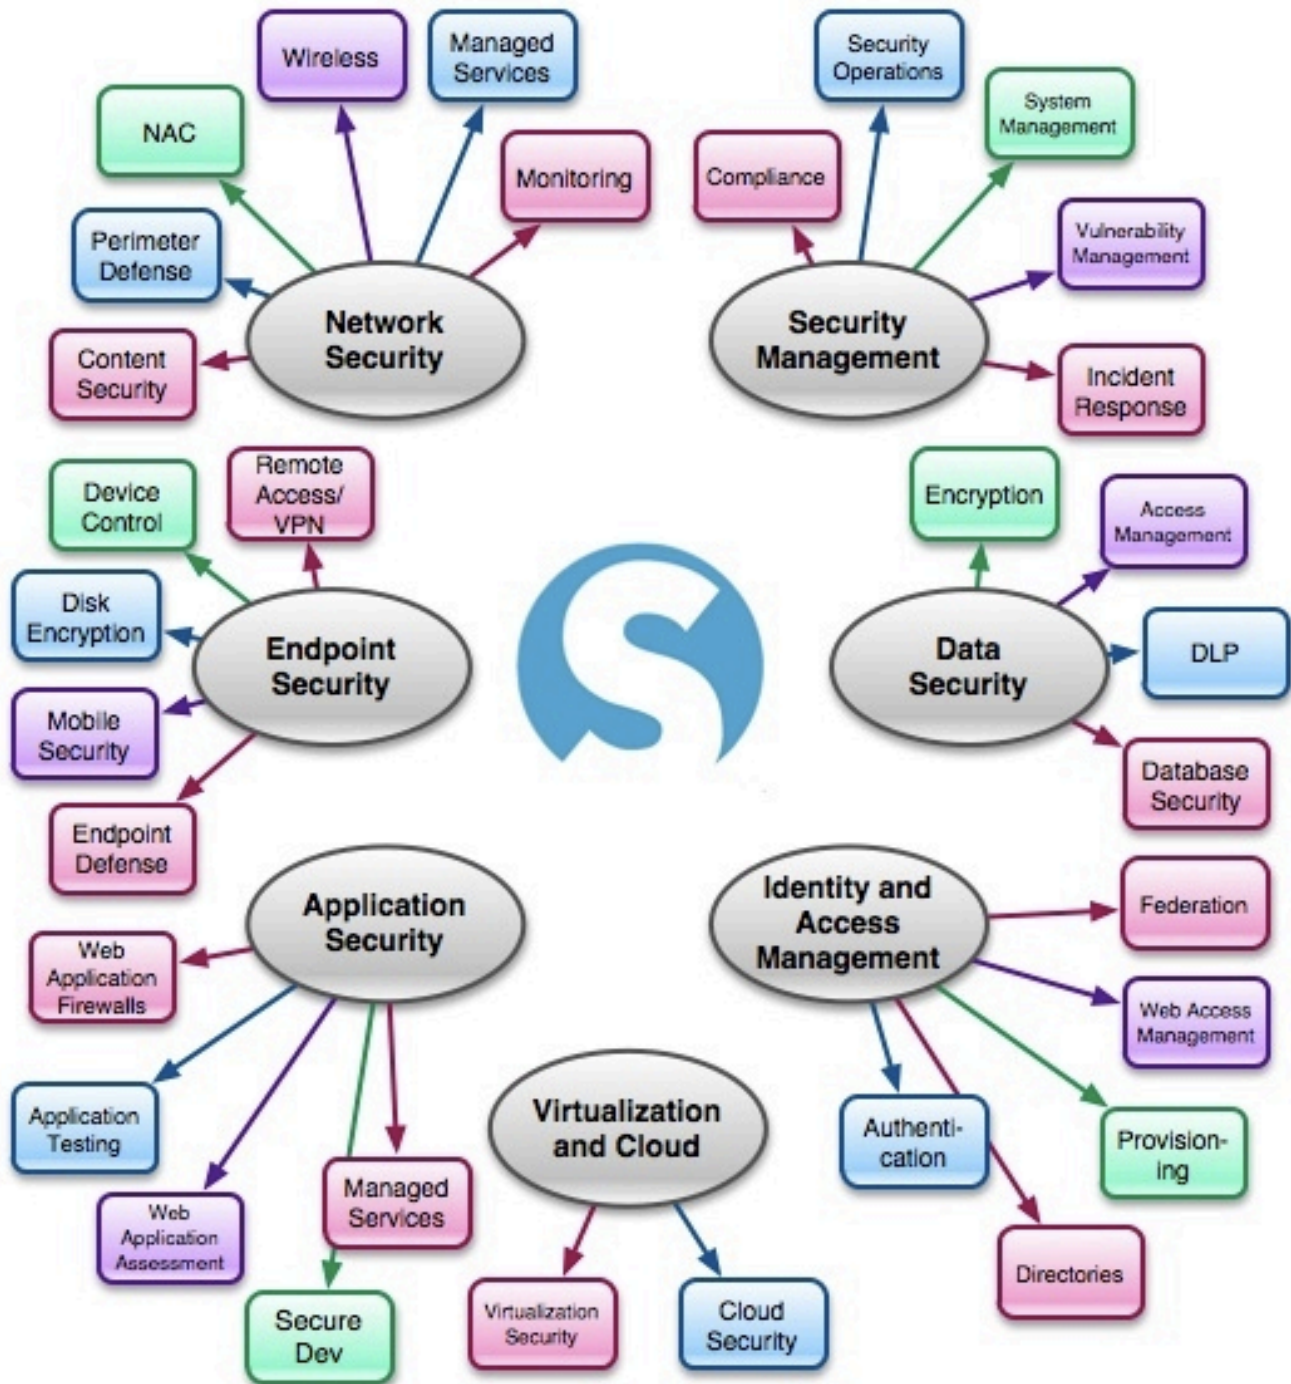 Wireless
Managed
Services
NAC
Monitoring
Perimeter
Defense
Network
Security
Content
Security
Security
Operations
System
Management
Compliance
Vulnerability
Management
Security
Management
Incident
Response
Device
Control
Remote
Access/
VPN
Disk
Encryption
Endpoint
Security
Mobile
Security
Endpoint
Defense
Encryption
Access
Management
Data
Security
DLP
Database
Security
Application
Security
Web
Application
Firewalls
Application
Testing
Web
Application
Assessment
Managed
Services
Secure
Dev
Virtualization
and Cloud
Virtualization
Security
Cloud
Security
Identity and
Access
Management
Federation
Web Access
Management
Authenti-
cation
Provision-
ing
Directories